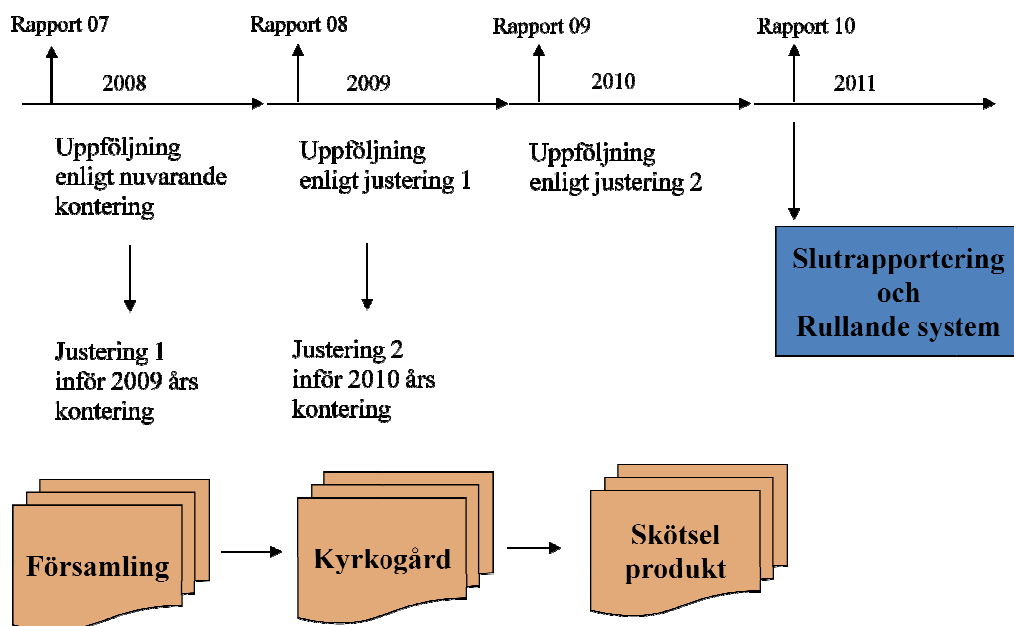 Rapport 07
Rapport 08
Rapport 09
Rapport 10
2008
2009
2010
2011
Uppföljning
enligt nuvarande
kontering
Uppföljning
enligt justering 1
Uppföljning
enligt justering 2
Slutrapportering
och
Rullande system
Justering 1
inför 2009 års
kontering
Justering 2
inför 2010 års
kontering
Församling
Kyrkogård
Skötsel
produkt